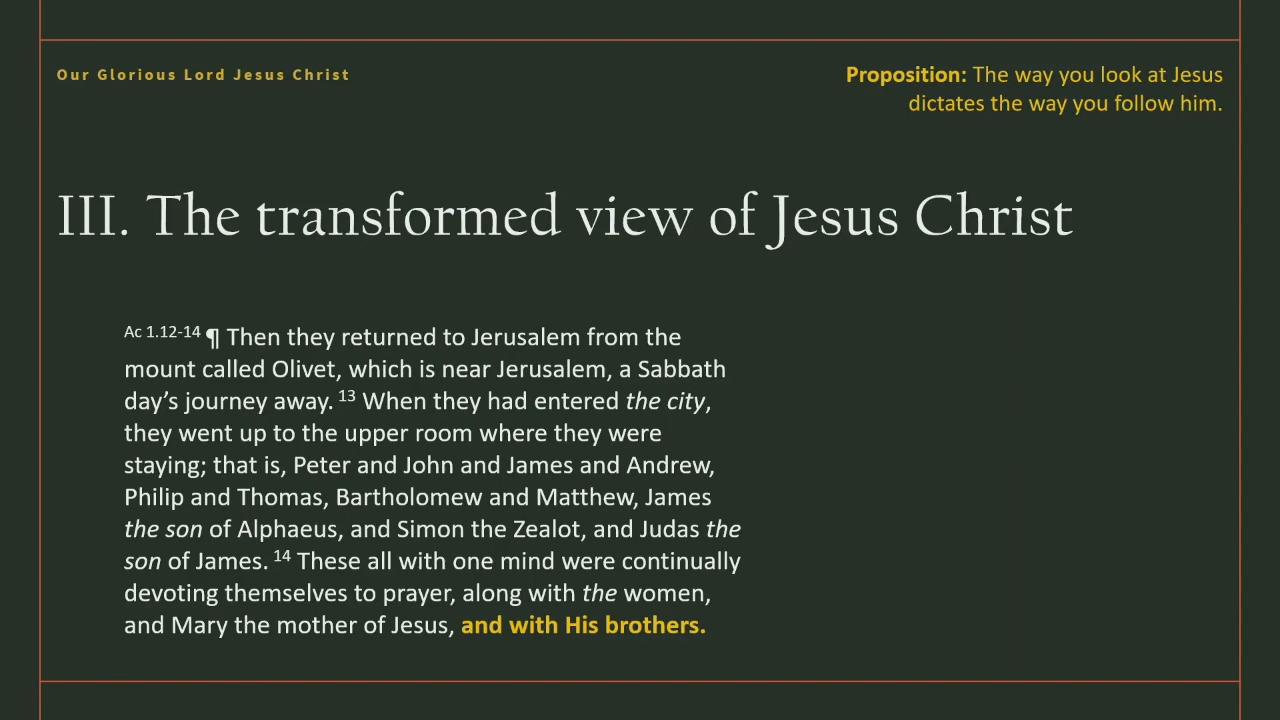 Our Glorious Lord Jesus Christ
Proposition: The way you look at Jesus
dictates the way you follow him.
III. The transformed view of Jesus Christ
Ac 1.12-14 ¶ Then they returned to Jerusalem from the
mount called Olivet, which is near Jerusalem, a Sabbath
day’s journey away. 13 When they had entered the city,
they went up to the upper room where they were
staying; that is, Peter and John and James and Andrew,
Philip and Thomas, Bartholomew and Matthew, James
the son of Alphaeus, and Simon the Zealot, and Judas the
son of James. 14 These all with one mind were continually
devoting themselves to prayer, along with the women,
and Mary the mother of Jesus, and with His brothers.